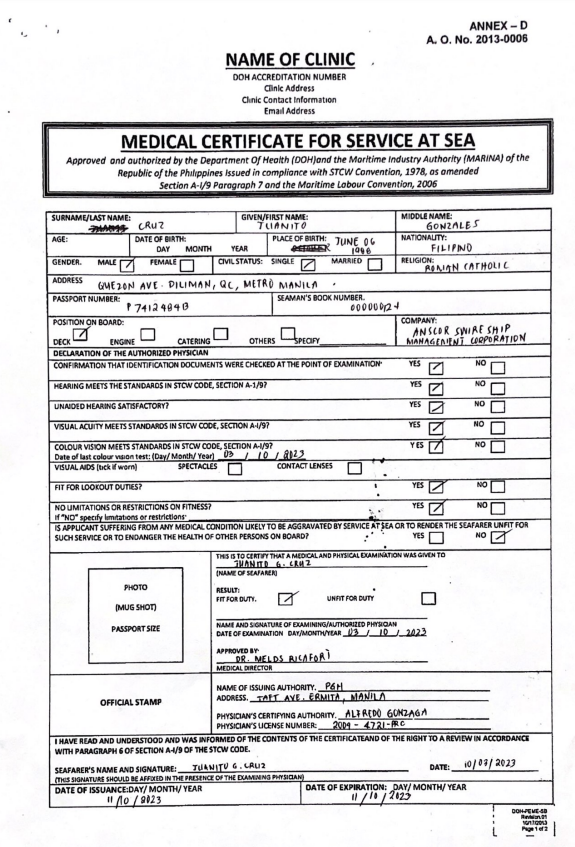 ANNEX – D
A. O. No. 2013-0006
NAME OF CLINIC
DOH ACCREDITATION NUMBER
Clinic Address
Clinic Contact Information
Email Address
MEDICAL CERTIFICATE FOR SERVICE AT SEA
Approved and authorized by the Department Of Health (DOH)and the Maritime Industry Authority (MARINA) of the
Republic of the Philippines Issued in compliance with STCW Convention, 1978, as amended
Section A-I/9 Paragraph 7 and the Maritime Labour Convention, 2006
SURNAME/LAST NAME: CRUZ GIVEN/FIRST NAME: JUANITO MIDDLE NAME: GONZALES
AGE: DATE OF BIRTH: DAY MONTH YEAR PLACE OF BIRTH: JUNE 06 NATIONALITY: FILIPINO
GENDER. MALE FEMALE CIVIL STATUS: SINGLE MARRIED RELIGION: ROMAN CATHOLIC
ADDRESS QUEZON AVE. DILIMAN, QC, METRO MANILA
PASSPORT NUMBER: P7412484B SEAMAN'S BOOK NUMBER.
POSITION ON BOARD: DECK ENGINE CATERING OTHERS SPECIFY COMPANY: ANSCOR SWIRE SHIP MANAGEMENT CORPORATION
DECLARATION OF THE AUTHORIZED PHYSICIAN
CONFIRMATION THAT IDENTIFICATION DOCUMENTS WERE CHECKED AT THE POINT OF EXAMINATION YES NO
HEARING MEETS THE STANDARDS IN STCW CODE, SECTION A-1/9? YES NO
UNAIDED HEARING SATISFACTORY? YES NO
VISUAL ACUITY MEETS STANDARDS IN STCW CODE, SECTION A-I/9? YES NO
COLOUR VISION MEETS STANDARDS IN STCW CODE, SECTION A-I/9? YES NO
Date of last colour vision test: (Day/ Month/ Year) 03 / 10 / 2023
VISUAL AIDS (tick if worn) SPECTACLES CONTACT LENSES
FIT FOR LOOKOUT DUTIES? YES NO
NO LIMITATIONS OR RESTRICTIONS ON FITNESS? YES NO
If "NO" specify limitations or restrictions
IS APPLICANT SUFFERING FROM ANY MEDICAL CONDITION LIKELY TO BE AGGRAVATED BY SERVICE AT SEA OR TO RENDER THE SEAFARER UNFIT FOR
SUCH SERVICE OR TO ENDANGER THE HEALTH OF OTHER PERSONS ON BOARD? YES NO
THIS IS TO CERTIFY THAT A MEDICAL AND PHYSICAL EXAMINATION WAS GIVEN TO
JUANITO G. CRUZ
(NAME OF SEAFARER)
PHOTO
(MUG SHOT)
PASSPORT SIZE
RESULT:
FIT FOR DUTY. UNFIT FOR DUTY
NAME AND SIGNATURE OF EXAMINING/AUTHORIZED PHYSICIAN
DATE OF EXAMINATION DAY/MONTH/YEAR 03 / 10 / 2023
APPROVED BY
DR. MELDS RICAFORT
MEDICAL DIRECTOR
OFFICIAL STAMP
NAME OF ISSUING AUTHORITY. PGH
ADDRESS. TAFT AVE. ERMITA, MANILA
PHYSICIAN'S CERTIFYING AUTHORITY. ALFREDO GONZAGA
PHYSICIAN'S LICENSE NUMBER: 2009 - 4721-PRC
I HAVE READ AND UNDERSTOOD AND WAS INFORMED OF THE CONTENTS OF THE CERTIFICATEAND OF THE RIGHT TO A REVIEW IN ACCORDANCE
WITH PARAGRAPH 6 OF SECTION A-I/9 OF THE STCW CODE.
SEAFARER'S NAME AND SIGNATURE: JUANITO G. CRUZ DATE: 10/03/2023
(THIS SIGNATURE SHOULD BE AFFIXED IN THE PRESENCE OF THE EXAMINING PHYSICIAN)
DATE OF ISSUANCE:DAY/ MONTH/ YEAR DATE OF EXPIRATION: DAY/ MONTH/ YEAR
11 /10 / 2023 11 / 10 / 2023
DOH-PEME-SB
Revision:01
10/17/2013
Page 1 of 2